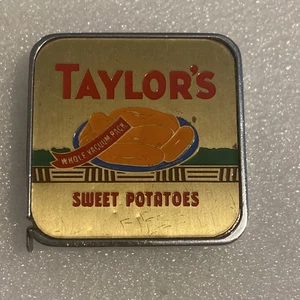 TAYLOR'S
WHOLE-VACUUM PACK
SWEET POTATOES